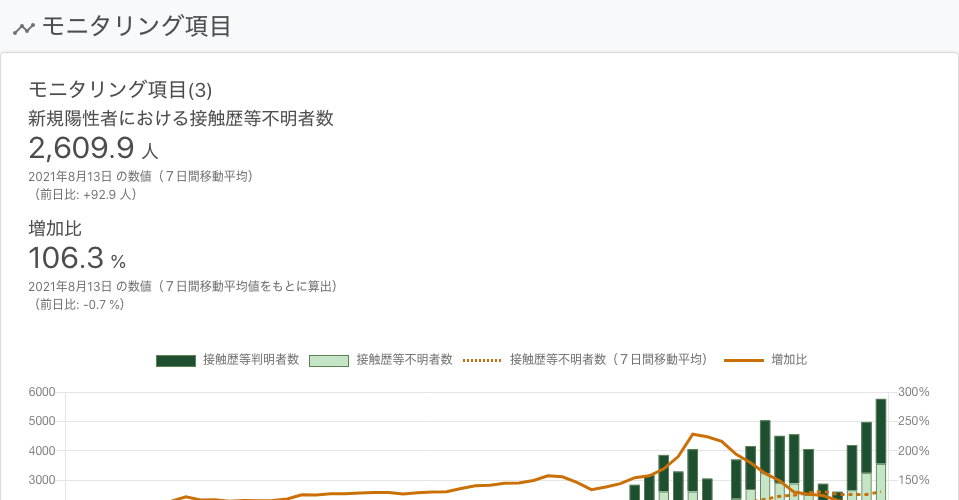 モニタリング項目
モニタリング項目(3)
新規陽性者における接触歴等不明者数
2,609.9 人
2021年8月13日 の数値（７日間移動平均）
（前日比: +92.9 人）
増加比
106.3 %
2021年8月13日 の数値（７日間移動平均値をもとに算出）
（前日比: -0.7 %）
接触歴等判明者数 接触歴等不明者数 接触歴等不明者数（７日間移動平均） 増加比
6000 300%
5000 250%
4000 200%
3000 150%